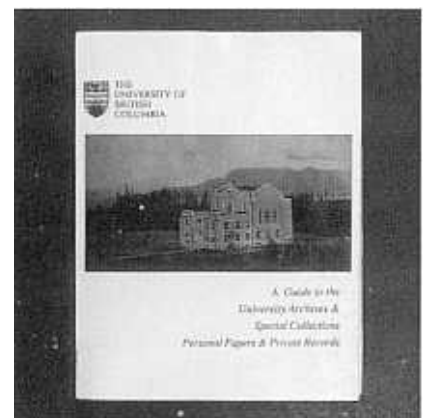 THE
UNIVERSITY OF
BRITISH
COLUMBIA
A Guide to the
University Archives &
Special Collections
Personal Papers & Private Records